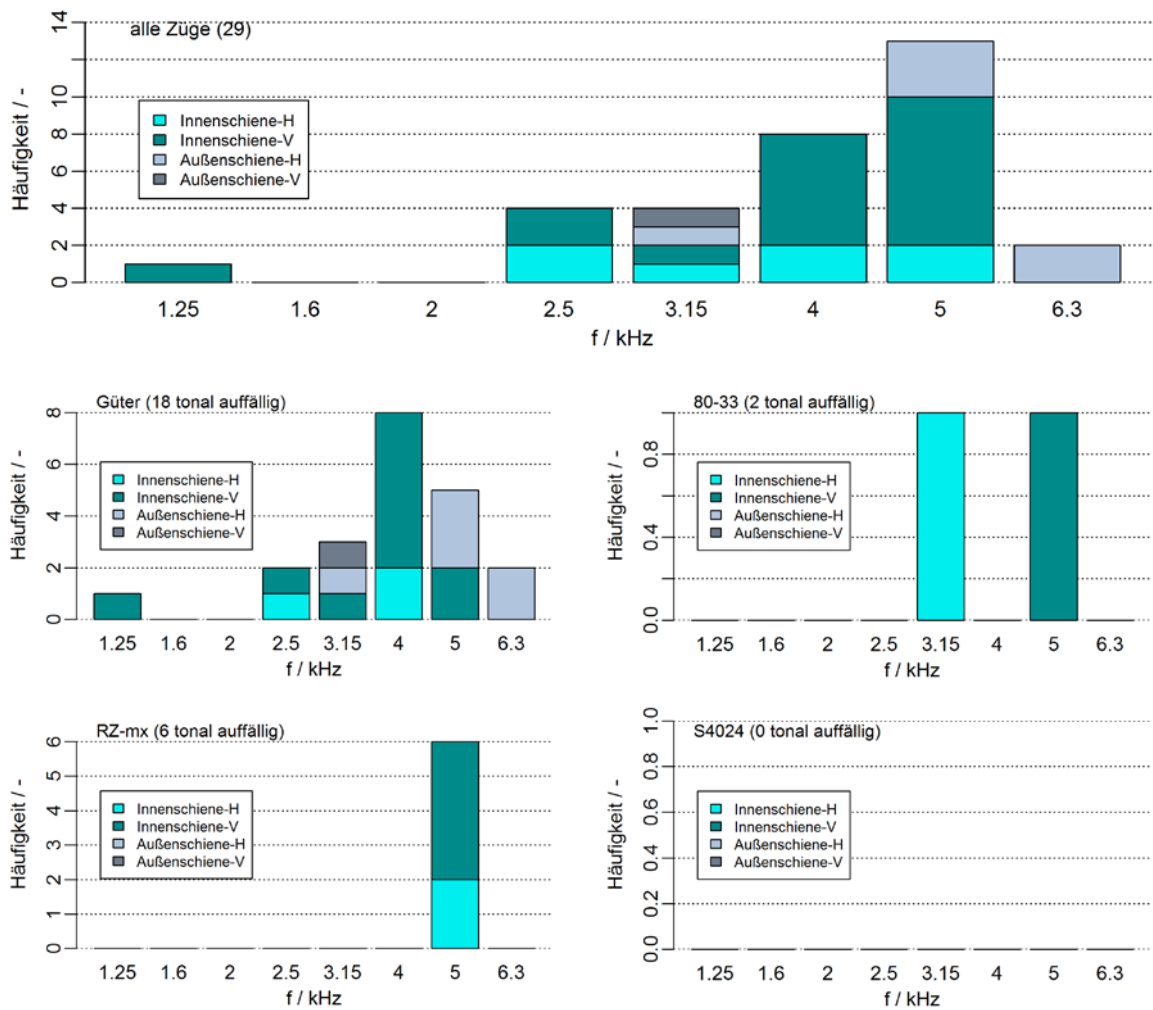 alle Züge (29)
Häufigkeit / -
14
10
8
6
4
2
0
Innenschiene-H
Innenschiene-V
Außenschiene-H
Außenschiene-V
1.25 1.6 2 2.5 3.15 4 5 6.3
f / kHz
Güter (18 tonal auffällig)
Häufigkeit / -
8
6
4
2
0
Innenschiene-H
Innenschiene-V
Außenschiene-H
Außenschiene-V
1.25 1.6 2 2.5 3.15 4 5 6.3
f / kHz
80-33 (2 tonal auffällig)
Häufigkeit / -
0.8
0.4
0.0
Innenschiene-H
Innenschiene-V
Außenschiene-H
Außenschiene-V
1.25 1.6 2 2.5 3.15 4 5 6.3
f / kHz
RZ-mx (6 tonal auffällig)
Häufigkeit / -
6
5
4
3
2
1
0
Innenschiene-H
Innenschiene-V
Außenschiene-H
Außenschiene-V
1.25 1.6 2 2.5 3.15 4 5 6.3
f / kHz
S4024 (0 tonal auffällig)
Häufigkeit / -
1.0
0.8
0.6
0.4
0.2
0.0
Innenschiene-H
Innenschiene-V
Außenschiene-H
Außenschiene-V
1.25 1.6 2 2.5 3.15 4 5 6.3
f / kHz